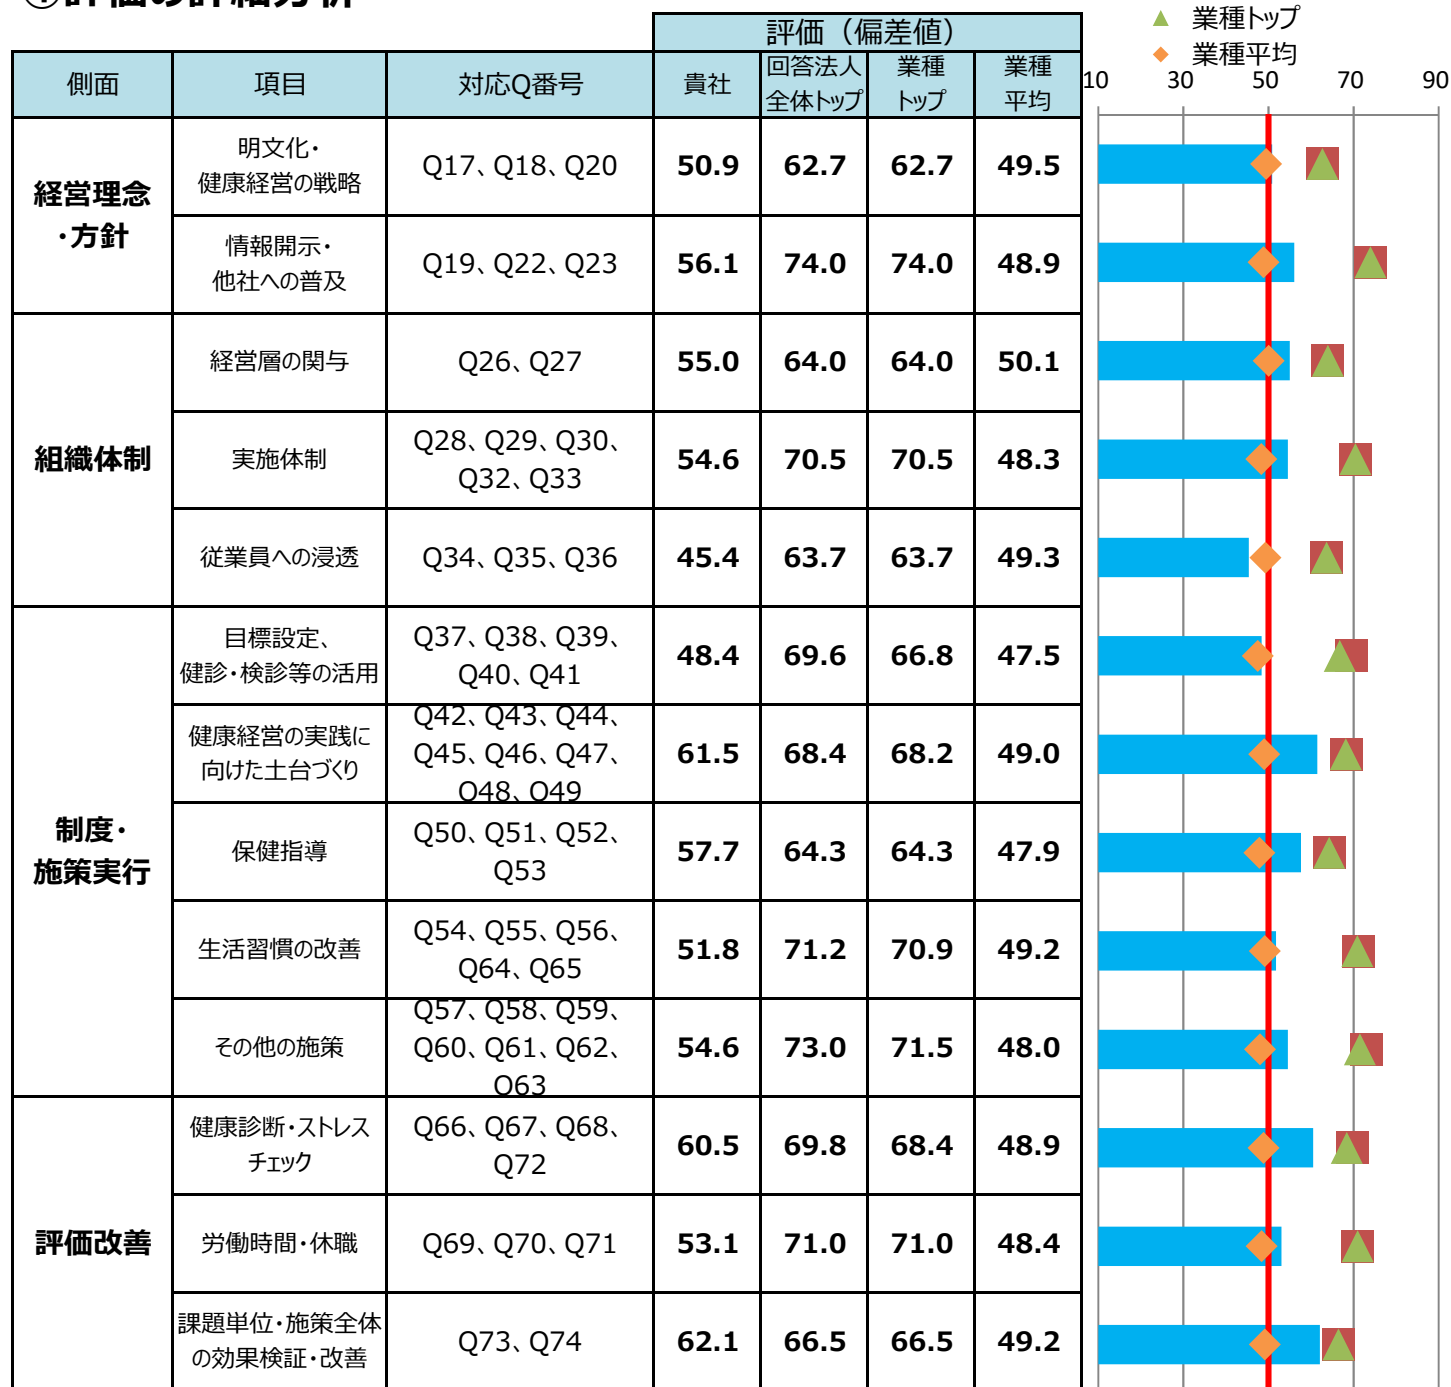 ④評価の詳細分析
▲ 業種トップ
◆ 業種平均
評価（偏差値）
側面 項目 対応Q番号 貴社 回答法人全体トップ 業種トップ 業種平均
10 30 50 70 90
経営理念・方針
明文化・健康経営の戦略 Q17、Q18、Q20 50.9 62.7 62.7 49.5
情報開示・他社への普及 Q19、Q22、Q23 56.1 74.0 74.0 48.9
組織体制
経営層の関与 Q26、Q27 55.0 64.0 64.0 50.1
実施体制 Q28、Q29、Q30、Q32、Q33 54.6 70.5 70.5 48.3
従業員への浸透 Q34、Q35、Q36 45.4 63.7 63.7 49.3
制度・施策実行
目標設定、健診・検診等の活用 Q37、Q38、Q39、Q40、Q41 48.4 69.6 66.8 47.5
健康経営の実践に向けた土台づくり Q42、Q43、Q44、Q45、Q46、Q47、Q48、Q49 61.5 68.4 68.2 49.0
保健指導 Q50、Q51、Q52、Q53 57.7 64.3 64.3 47.9
生活習慣の改善 Q54、Q55、Q56、Q64、Q65 51.8 71.2 70.9 49.2
その他の施策 Q57、Q58、Q59、Q60、Q61、Q62、Q63 54.6 73.0 71.5 48.0
評価改善
健康診断・ストレスチェック Q66、Q67、Q68、Q72 60.5 69.8 68.4 48.9
労働時間・休職 Q69、Q70、Q71 53.1 71.0 71.0 48.4
課題単位・施策全体の効果検証・改善 Q73、Q74 62.1 66.5 66.5 49.2